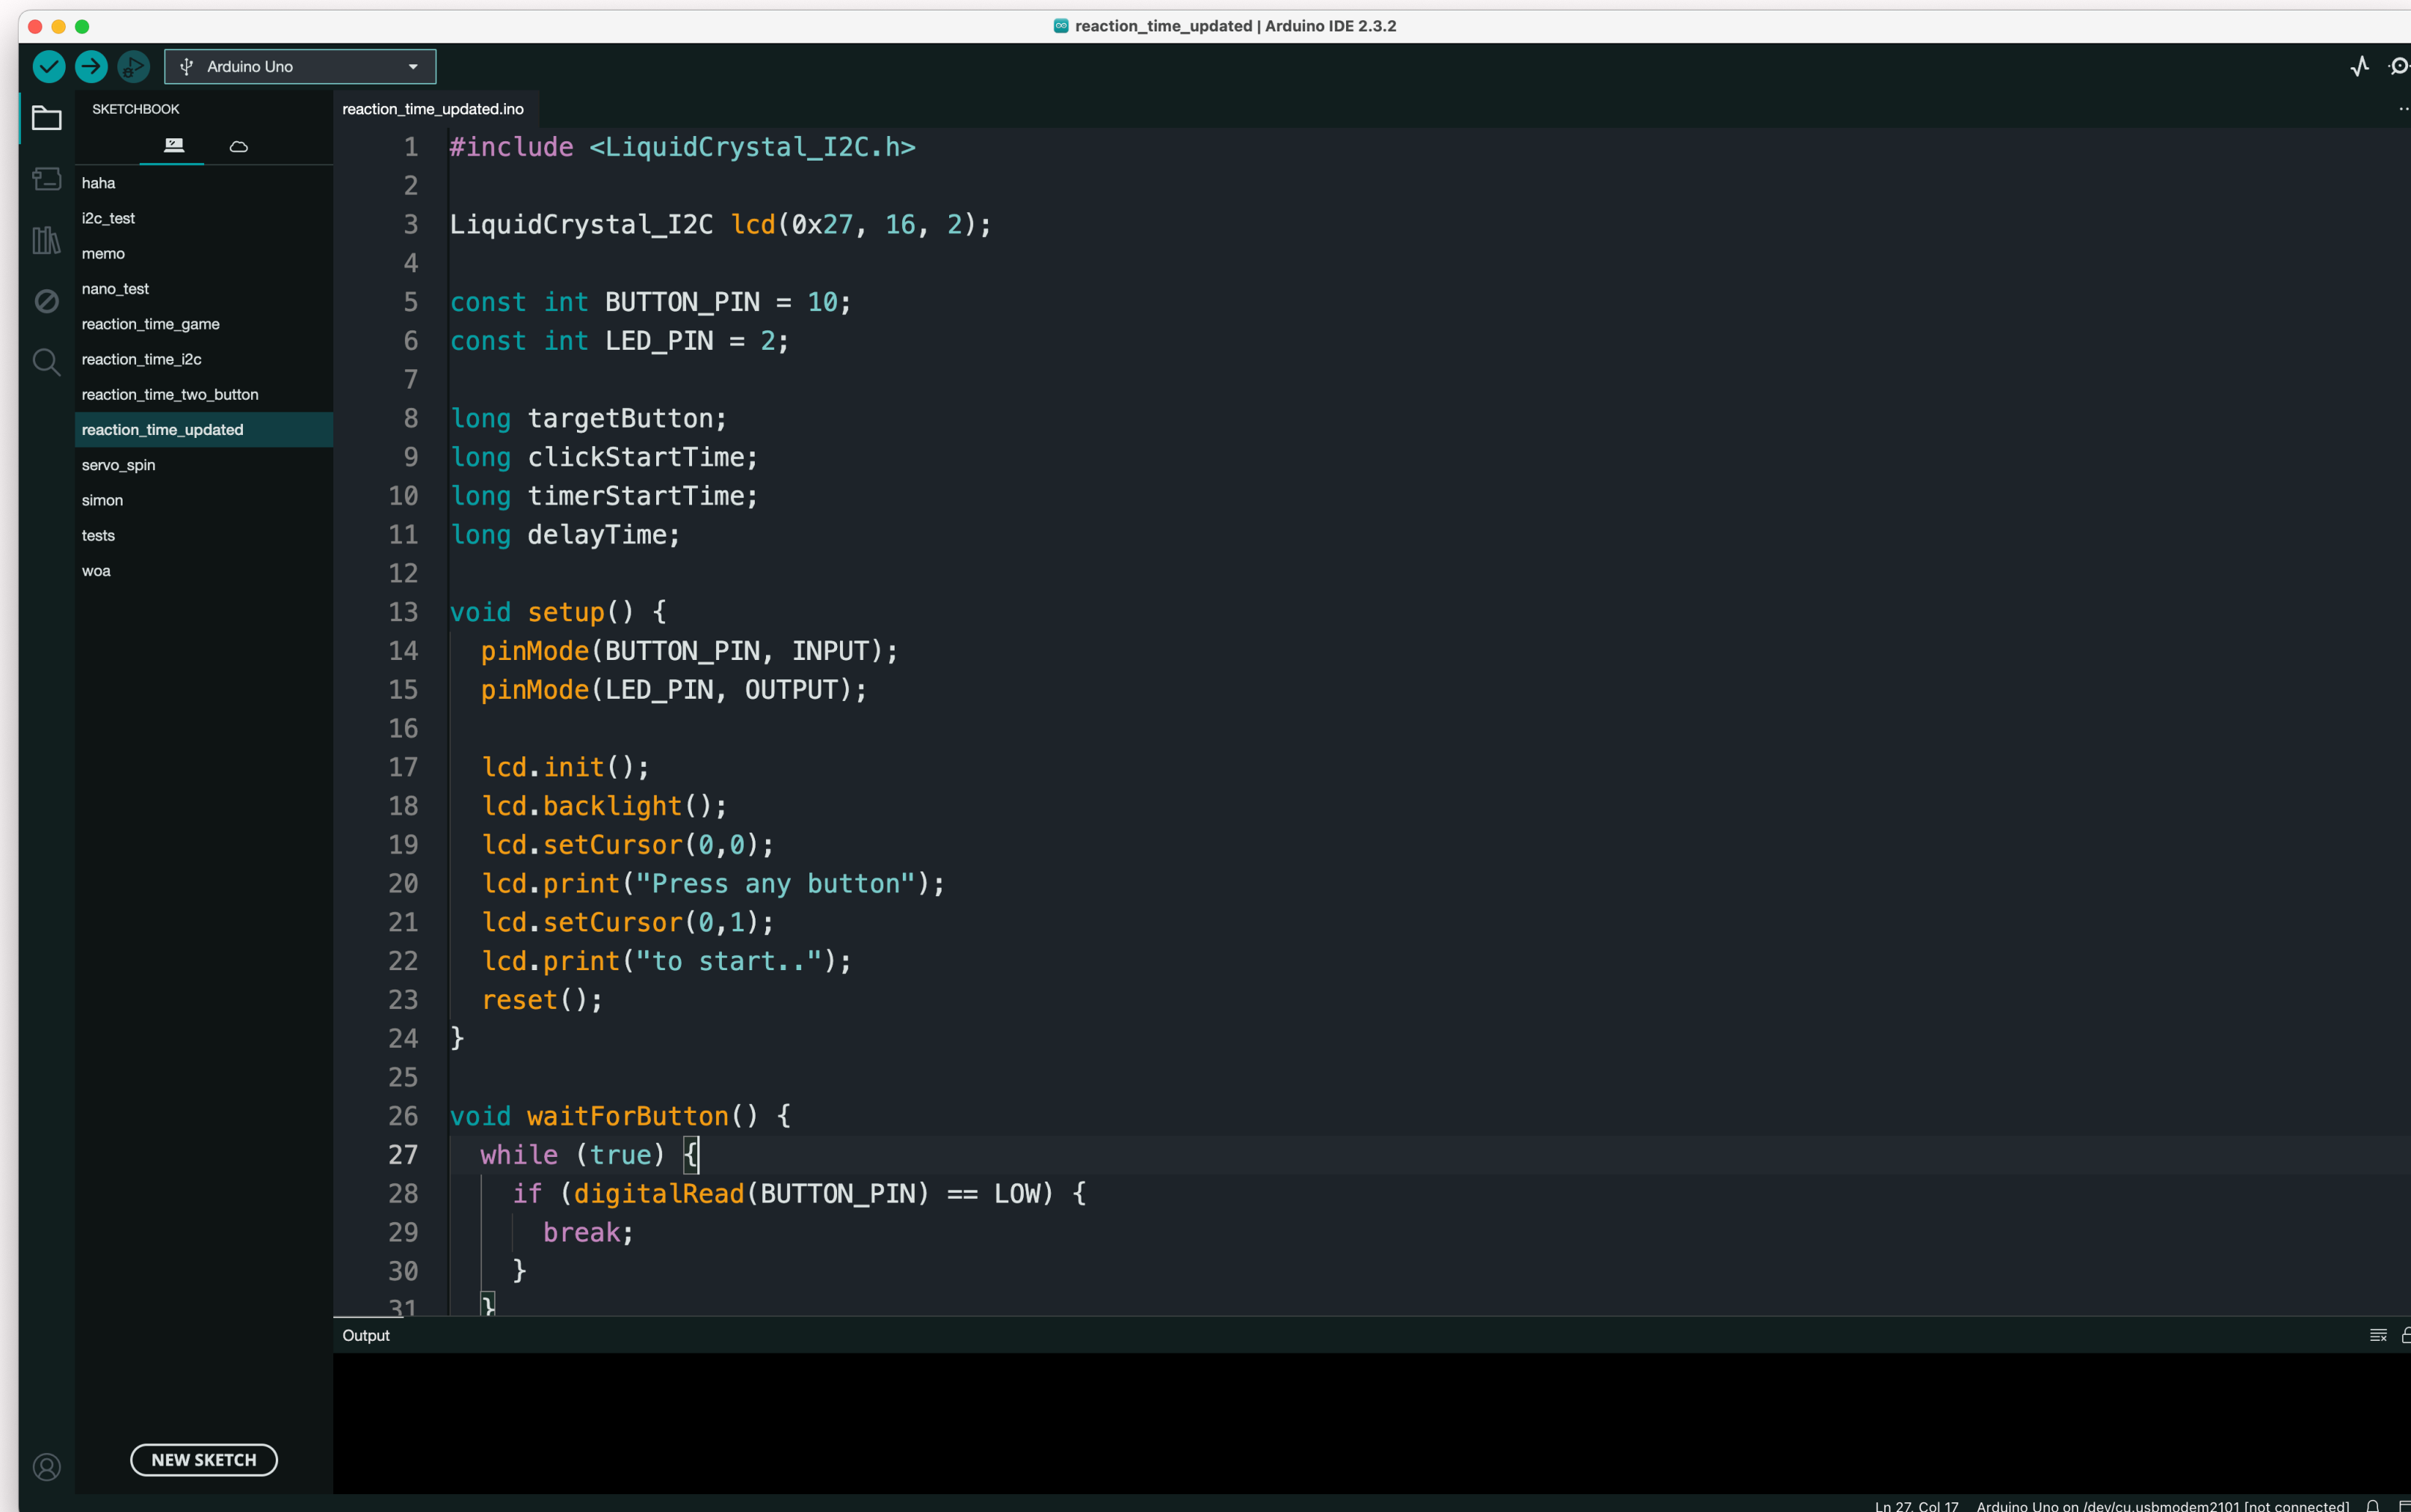 reaction_time_updated | Arduino IDE 2.3.2
Arduino Uno
SKETCHBOOK
haha
i2c_test
memo
nano_test
reaction_time_game
reaction_time_i2c
reaction_time_two_button
reaction_time_updated
servo_spin
simon
tests
woa
NEW SKETCH
reaction_time_updated.ino
1 #include <LiquidCrystal_I2C.h>
2
3 LiquidCrystal_I2C lcd(0x27, 16, 2);
4
5 const int BUTTON_PIN = 10;
6 const int LED_PIN = 2;
7
8 long targetButton;
9 long clickStartTime;
10 long timerStartTime;
11 long delayTime;
12
13 void setup() {
14 pinMode(BUTTON_PIN, INPUT);
15 pinMode(LED_PIN, OUTPUT);
16
17 lcd.init();
18 lcd.backlight();
19 lcd.setCursor(0,0);
20 lcd.print("Press any button");
21 lcd.setCursor(0,1);
22 lcd.print("to start..");
23 reset();
24 }
25
26 void waitForButton() {
27 while (true) {
28 if (digitalRead(BUTTON_PIN) == LOW) {
29 break;
30 }
31 }
Output
Ln 27, Col 17 Arduino Uno on /dev/cu.usbmodem2101 [not connected]